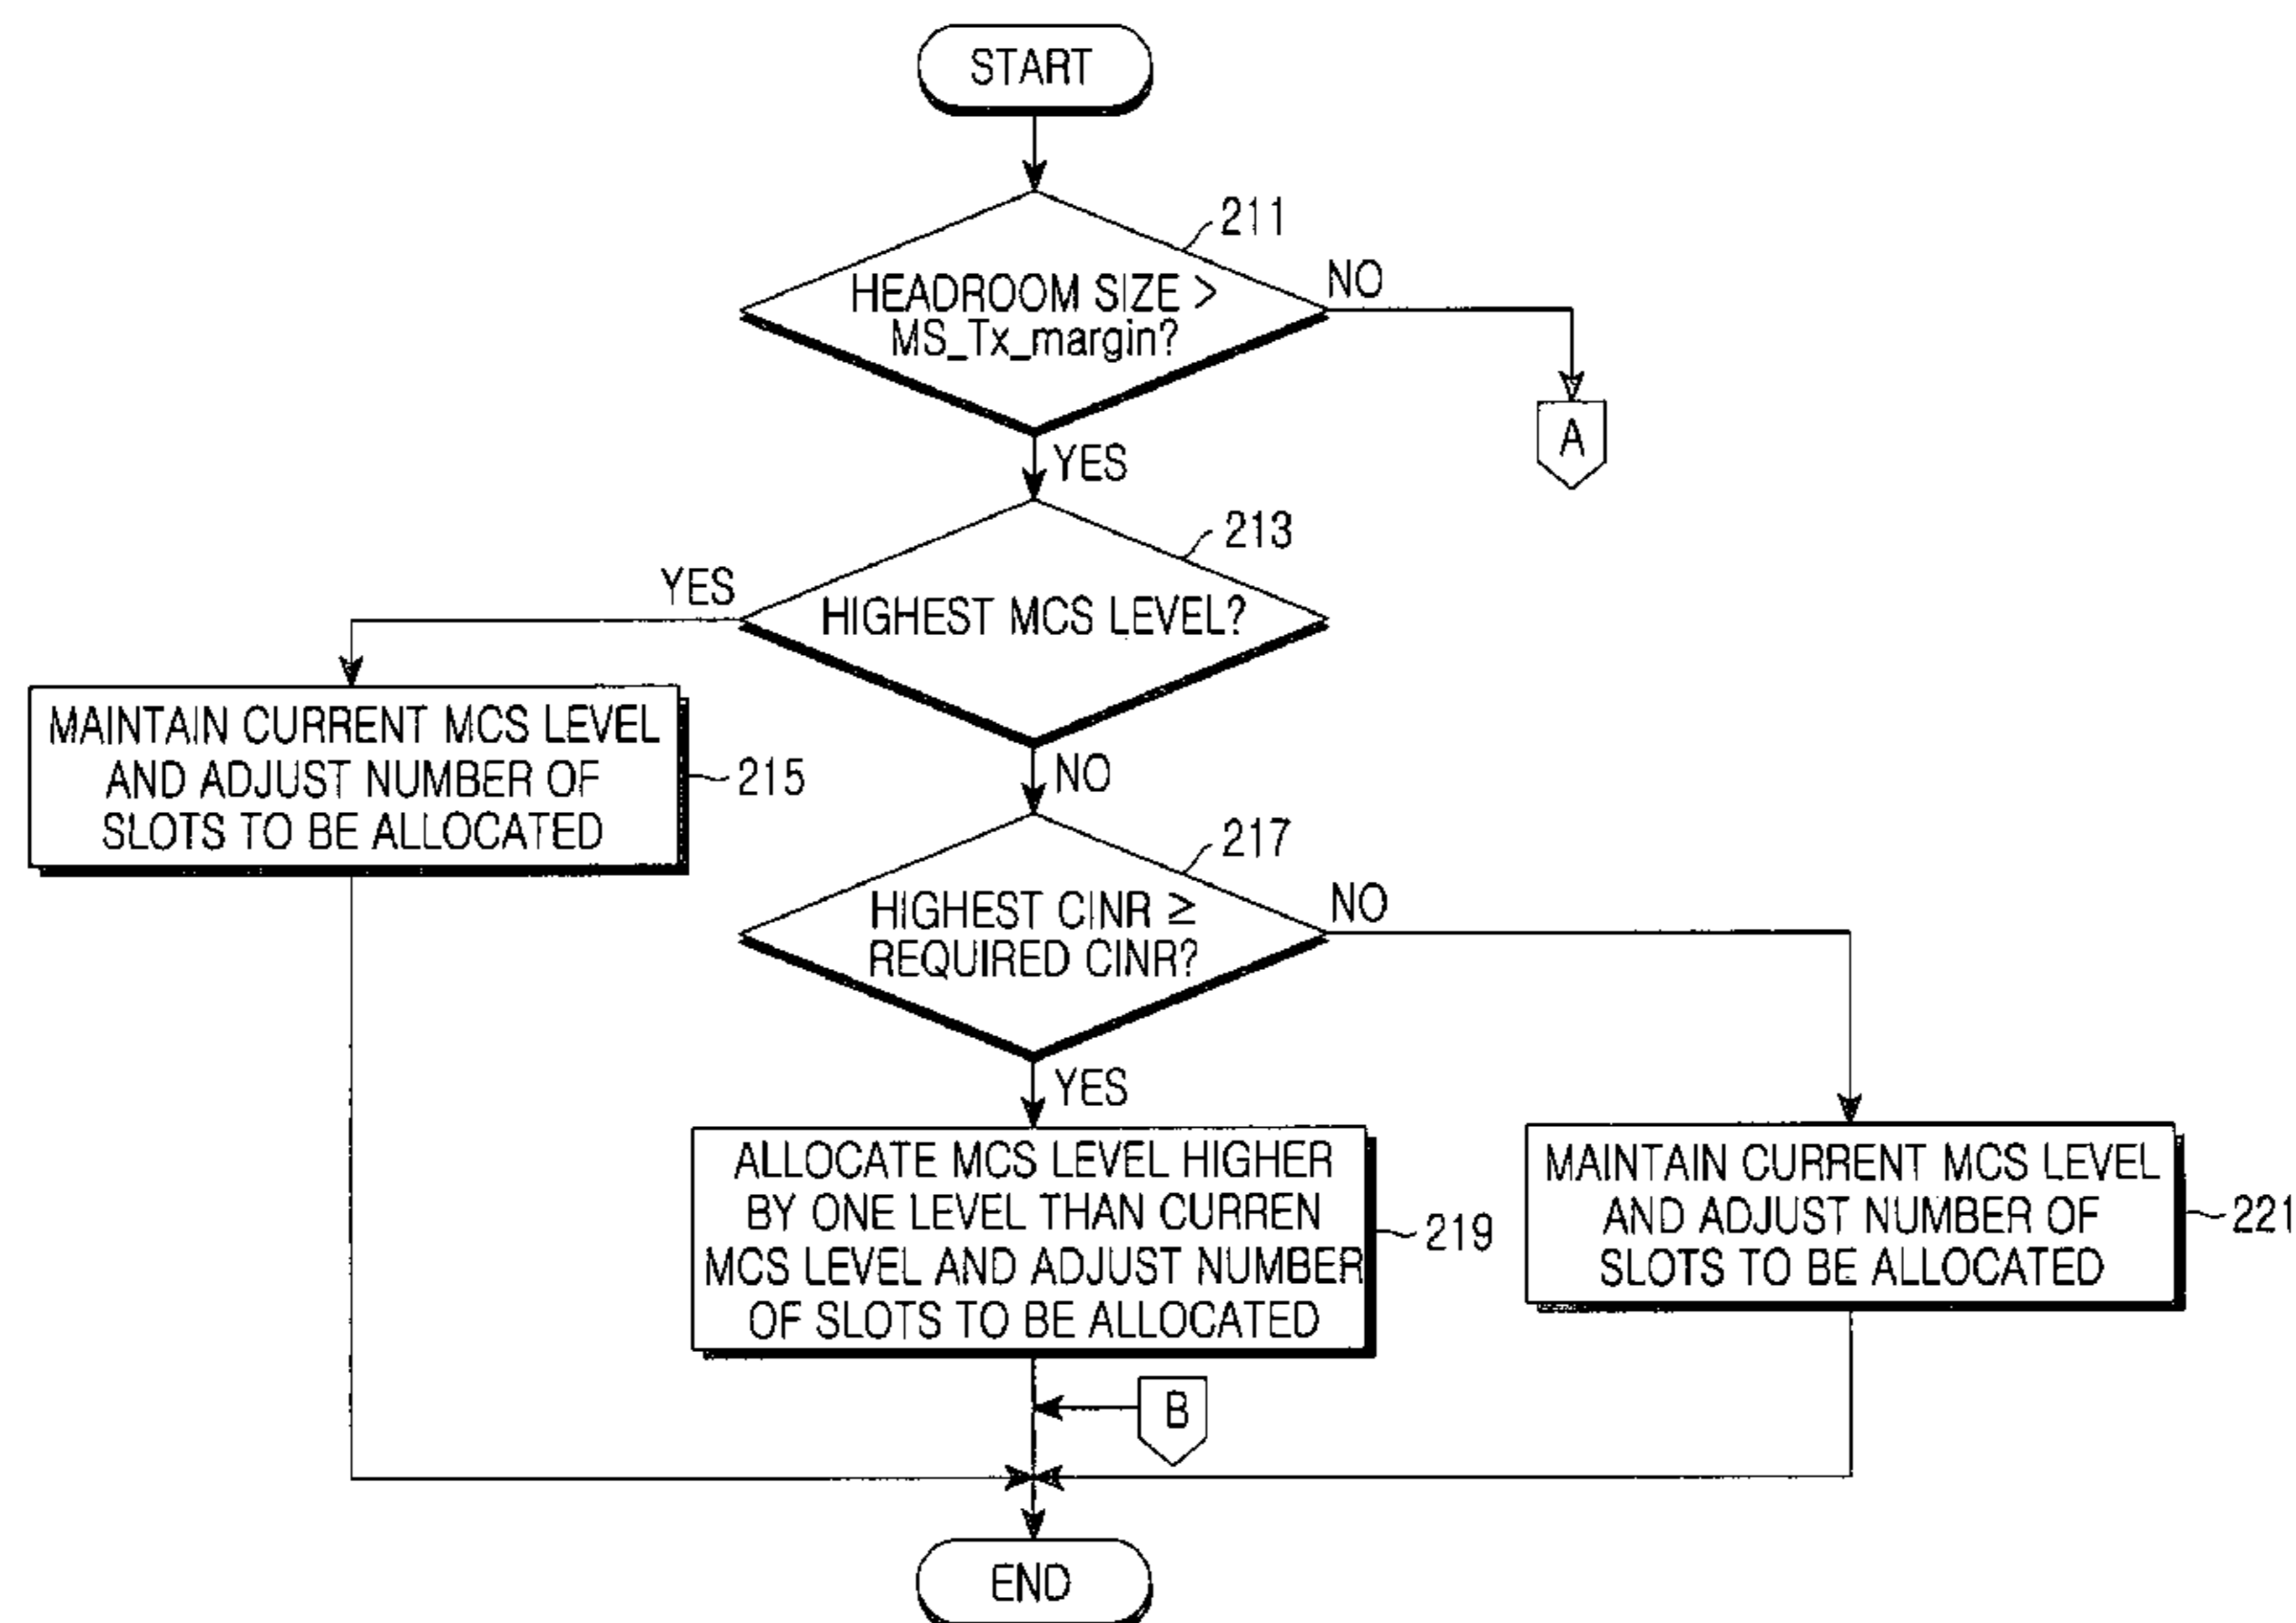 START
211
HEADROOM SIZE >
MS_Tx_margin?
NO
A
YES
213
YES
HIGHEST MCS LEVEL?
MAINTAIN CURRENT MCS LEVEL
AND ADJUST NUMBER OF
SLOTS TO BE ALLOCATED
215
NO
217
HIGHEST CINR ≥
REQUIRED CINR?
NO
YES
ALLOCATE MCS LEVEL HIGHER
BY ONE LEVEL THAN CURREN
MCS LEVEL AND ADJUST NUMBER
OF SLOTS TO BE ALLOCATED
219
MAINTAIN CURRENT MCS LEVEL
AND ADJUST NUMBER OF
SLOTS TO BE ALLOCATED
221
B
END